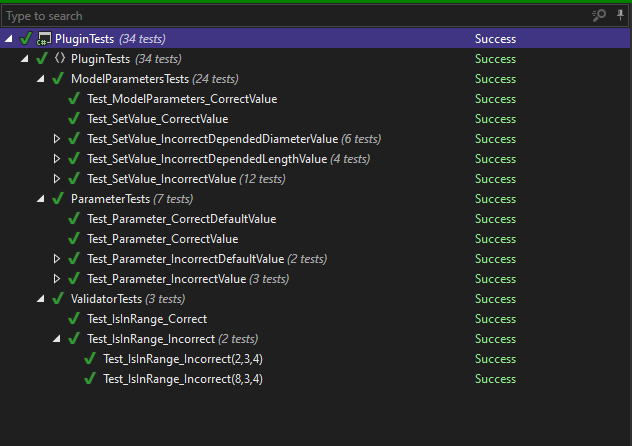 Type to search
PluginTests (34 tests) Success
PluginTests (34 tests) Success
ModelParametersTests (24 tests) Success
Test_ModelParameters_CorrectValue Success
Test_SetValue_CorrectValue Success
Test_SetValue_IncorrectDependedDiameterValue (6 tests) Success
Test_SetValue_IncorrectDependedLengthValue (4 tests) Success
Test_SetValue_IncorrectValue (12 tests) Success
ParameterTests (7 tests) Success
Test_Parameter_CorrectDefaultValue Success
Test_Parameter_CorrectValue Success
Test_Parameter_IncorrectDefaultValue (2 tests) Success
Test_Parameter_IncorrectValue (3 tests) Success
ValidatorTests (3 tests) Success
Test_IsInRange_Correct Success
Test_IsInRange_Incorrect (2 tests) Success
Test_IsInRange_Incorrect(2,3,4) Success
Test_IsInRange_Incorrect(8,3,4) Success